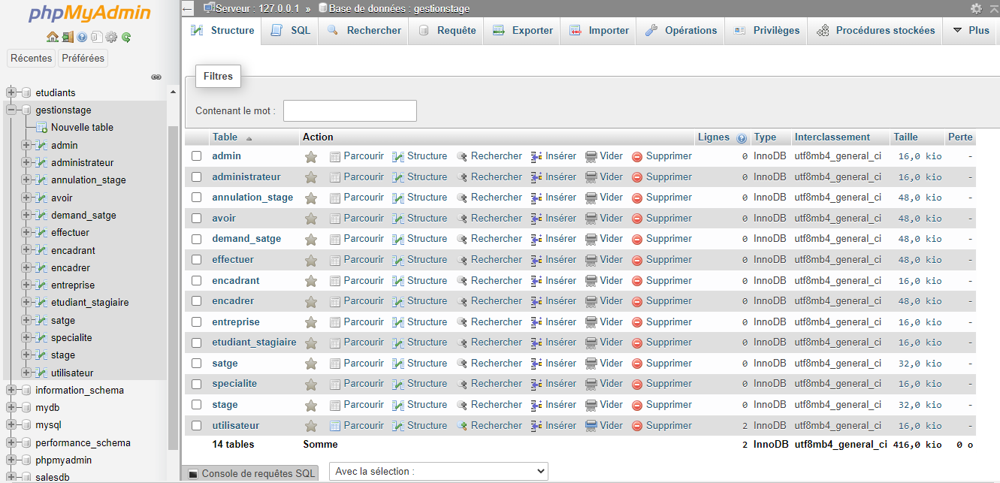 phpMyAdmin
Récentes Préférées
etudiants
gestionstage
Nouvelle table
admin
administrateur
annulation_stage
avoir
demand_satge
effectuer
encadrant
encadrer
entreprise
etudiant_stagiaire
satge
specialite
stage
utilisateur
information_schema
mydb
mysql
performance_schema
phpmyadmin
salesdb
Serveur : 127.0.0.1 » Base de données : gestionstage
Structure SQL Rechercher Requête Exporter Importer Opérations Privilèges Procédures stockées Plus
Filtres
Contenant le mot :
Table Action Lignes Type Interclassement Taille Perte
admin Parcourir Structure Rechercher Insérer Vider Supprimer 0 InnoDB utf8mb4_general_ci 16,0 kio -
administrateur Parcourir Structure Rechercher Insérer Vider Supprimer 0 InnoDB utf8mb4_general_ci 16,0 kio -
annulation_stage Parcourir Structure Rechercher Insérer Vider Supprimer 0 InnoDB utf8mb4_general_ci 48,0 kio -
avoir Parcourir Structure Rechercher Insérer Vider Supprimer 0 InnoDB utf8mb4_general_ci 48,0 kio -
demand_satge Parcourir Structure Rechercher Insérer Vider Supprimer 0 InnoDB utf8mb4_general_ci 48,0 kio -
effectuer Parcourir Structure Rechercher Insérer Vider Supprimer 0 InnoDB utf8mb4_general_ci 48,0 kio -
encadrant Parcourir Structure Rechercher Insérer Vider Supprimer 0 InnoDB utf8mb4_general_ci 16,0 kio -
encadrer Parcourir Structure Rechercher Insérer Vider Supprimer 0 InnoDB utf8mb4_general_ci 48,0 kio -
entreprise Parcourir Structure Rechercher Insérer Vider Supprimer 0 InnoDB utf8mb4_general_ci 16,0 kio -
etudiant_stagiaire Parcourir Structure Rechercher Insérer Vider Supprimer 0 InnoDB utf8mb4_general_ci 16,0 kio -
satge Parcourir Structure Rechercher Insérer Vider Supprimer 0 InnoDB utf8mb4_general_ci 32,0 kio -
specialite Parcourir Structure Rechercher Insérer Vider Supprimer 0 InnoDB utf8mb4_general_ci 16,0 kio -
stage Parcourir Structure Rechercher Insérer Vider Supprimer 0 InnoDB utf8mb4_general_ci 32,0 kio -
utilisateur Parcourir Structure Rechercher Insérer Vider Supprimer 2 InnoDB utf8mb4_general_ci 16,0 kio -
14 tables Somme 2 InnoDB utf8mb4_general_ci 416,0 kio 0 o
Console de requêtes SQL Avec la sélection :